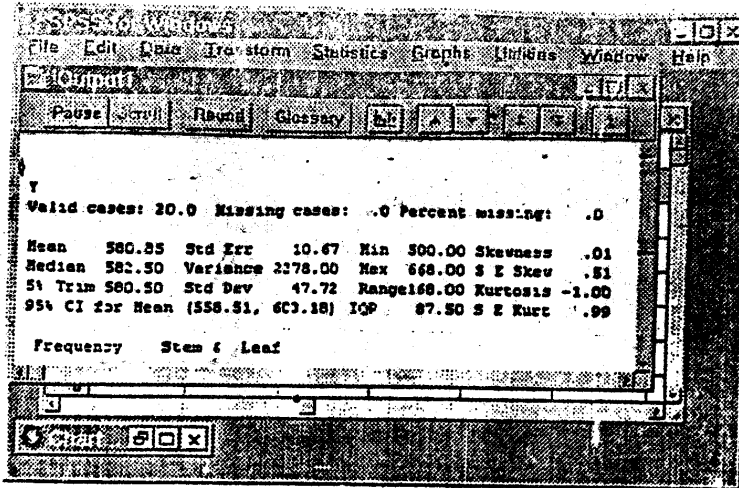 SPSS for Windows
File Edit Data Transform Statistics Graphs Utilities Window Help
!Output1
Pause Scroll Round Glossary
Y
Valid cases: 20.0 Missing cases: .0 Percent missing: .0
Mean 580.85 Std Err 10.67 Min 500.00 Skewness .01
Median 582.50 Variance 2278.00 Max 668.00 S E Skew .51
5% Trim 580.50 Std Dev 47.72 Range 168.00 Kurtosis -1.00
95% CI for Mean (558.51, 603.18) IQR 87.50 S E Kurt .99
Frequency Stem & Leaf